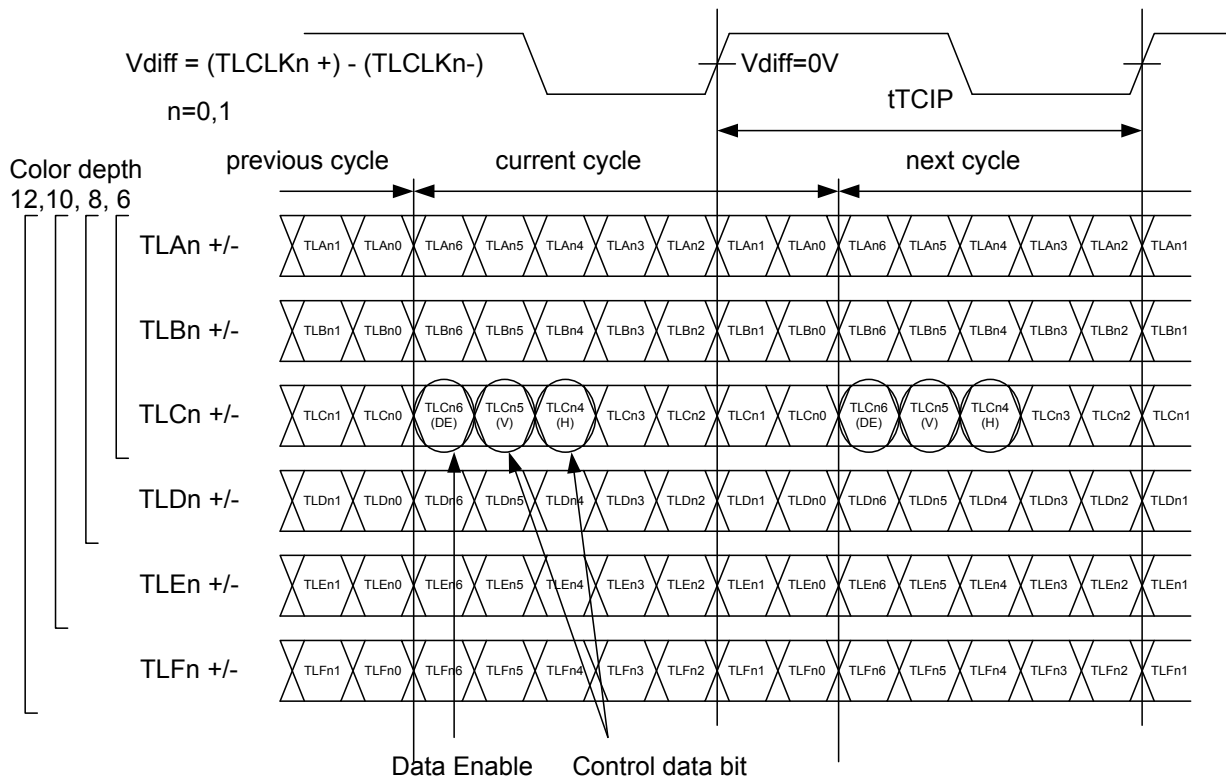 Vdiff = (TLCLKn +) - (TLCLKn-)
Vdiff=0V
n=0,1
tTCIP
previous cycle current cycle next cycle
Color depth
12,10, 8, 6
TLAn +/- TLAn1 TLAn0 TLAn6 TLAn5 TLAn4 TLAn3 TLAn2 TLAn1 TLAn0 TLAn6 TLAn5 TLAn4 TLAn3 TLAn2 TLAn1
TLBn +/- TLBn1 TLBn0 TLBn6 TLBn5 TLBn4 TLBn3 TLBn2 TLBn1 TLBn0 TLBn6 TLBn5 TLBn4 TLBn3 TLBn2 TLBn1
TLCn +/- TLCn1 TLCn0 TLCn6 (DE) TLCn5 (V) TLCn4 (H) TLCn3 TLCn2 TLCn1 TLCn0 TLCn6 (DE) TLCn5 (V) TLCn4 (H) TLCn3 TLCn2 TLCn1
TLDn +/- TLDn1 TLDn0 TLDn6 TLDn5 TLDn4 TLDn3 TLDn2 TLDn1 TLDn0 TLDn6 TLDn5 TLDn4 TLDn3 TLDn2 TLDn1
TLEn +/- TLEn1 TLEn0 TLEn6 TLEn5 TLEn4 TLEn3 TLEn2 TLEn1 TLEn0 TLEn6 TLEn5 TLEn4 TLEn3 TLEn2 TLEn1
TLFn +/- TLFn1 TLFn0 TLFn6 TLFn5 TLFn4 TLFn3 TLFn2 TLFn1 TLFn0 TLFn6 TLFn5 TLFn4 TLFn3 TLFn2 TLFn1
Data Enable Control data bit